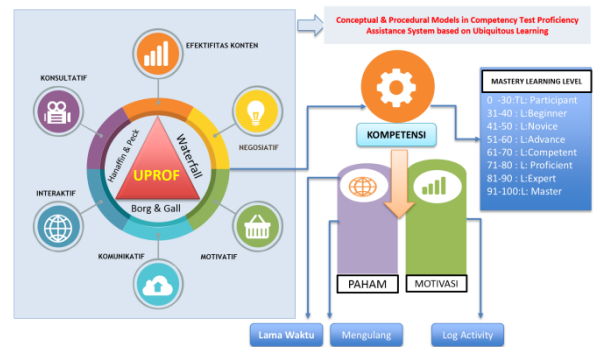 Conceptual & Procedural Models in Competency Test Proficiency
Assistance System based on Ubiquitous Learning
EFEKTIFITAS KONTEN
KONSULTATIF
NEGOSIATIF
INTERAKTIF
MOTIVATIF
KOMUNIKATIF
Hanaffin & Peck
Waterfall
Borg & Gall
UPROF
KOMPETENSI
MASTERY LEARNING LEVEL
0 -30:TL: Participant
31-40 : L:Beginner
41-50 : L:Novice
51-60 : L:Advance
61-70 : L:Competent
71-80 : L: Proficient
81-90 : L:Expert
91-100:L: Master
PAHAM
MOTIVASI
Lama Waktu
Mengulang
Log Activity